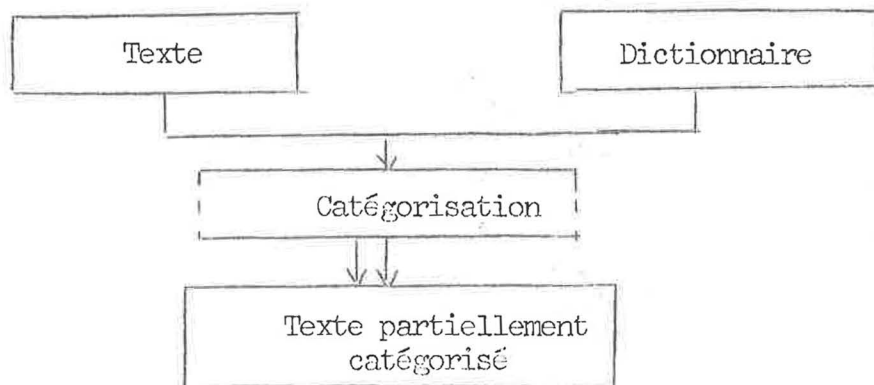 Texte
Dictionnaire
Catégorisation
Texte partiellement
catégorisé